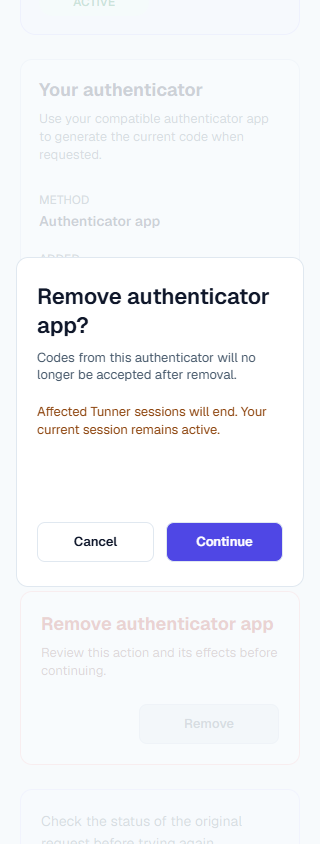 ACTIVE
Your authenticator
Use your compatible authenticator app
to generate the current code when
requested.
METHOD
Authenticator app
ADDED
Remove authenticator
app?
Codes from this authenticator will no
longer be accepted after removal.
Affected Tunner sessions will end. Your
current session remains active.
Cancel
Continue
Remove authenticator app
Review this action and its effects before
continuing.
Remove
Check the status of the original
request before trying again